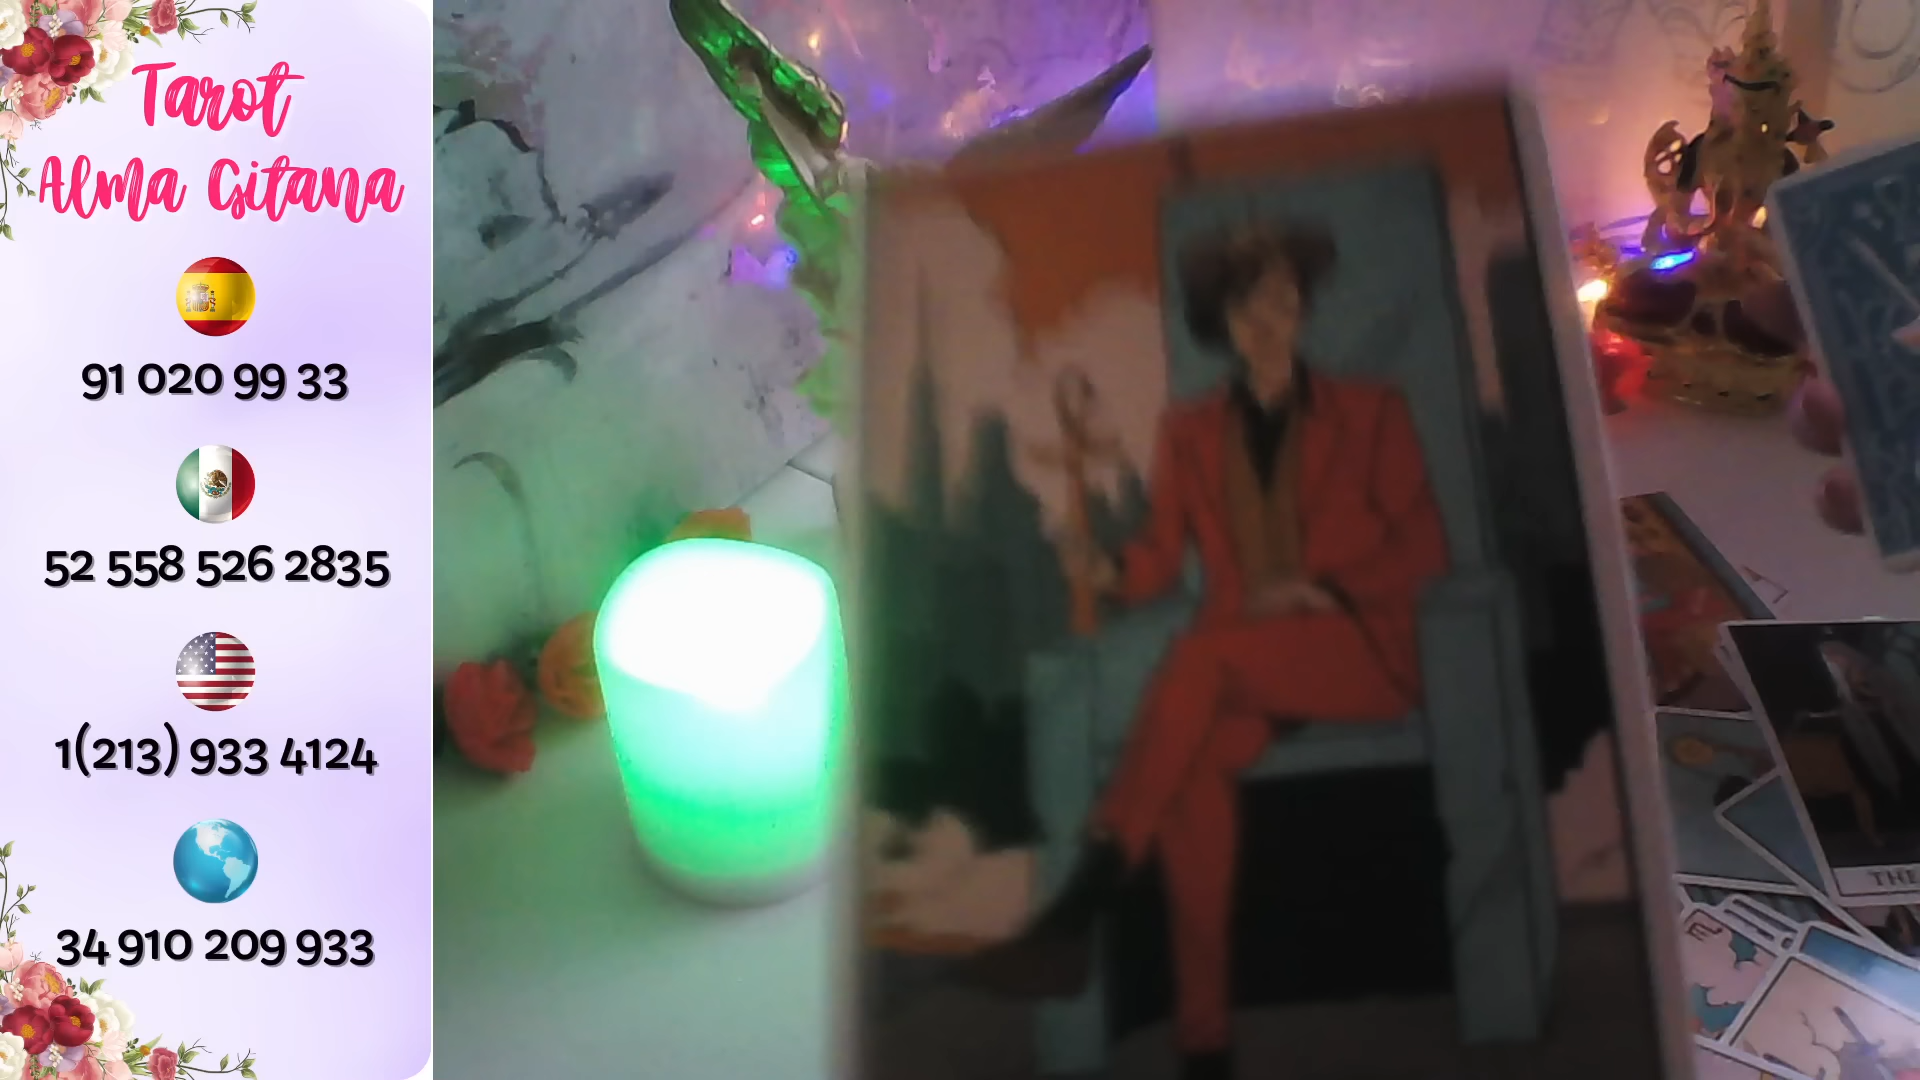 Tarot
Alma Gitana
91 020 99 33
52 558 526 2835
1(213) 933 4124
34 910 209 933
THE